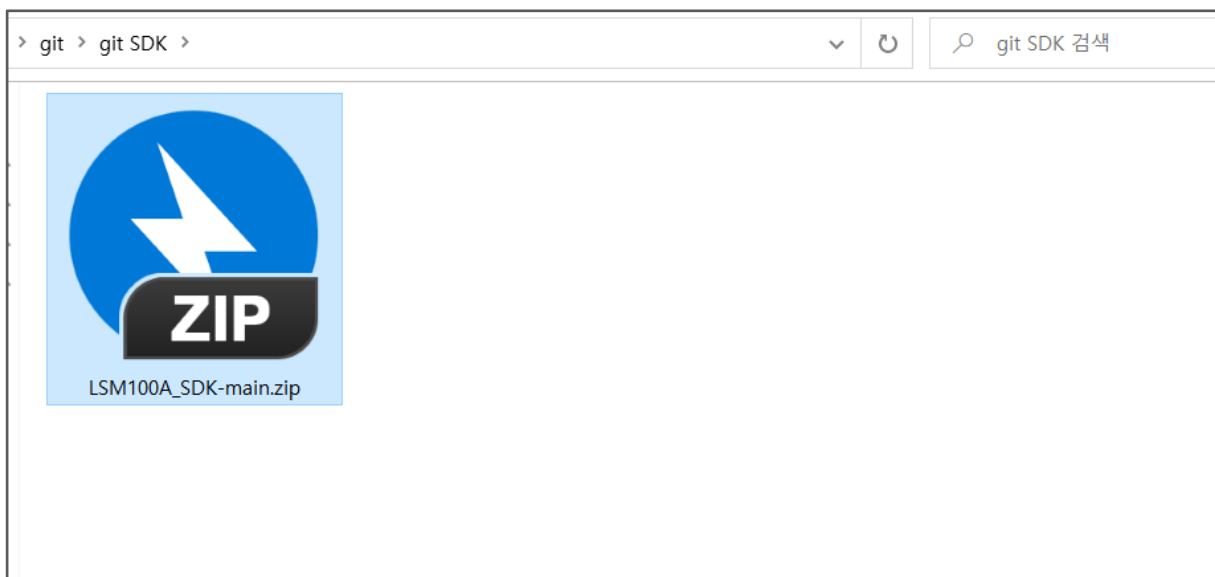 > git > git SDK >
git SDK 검색
ZIP
LSM100A_SDK-main.zip